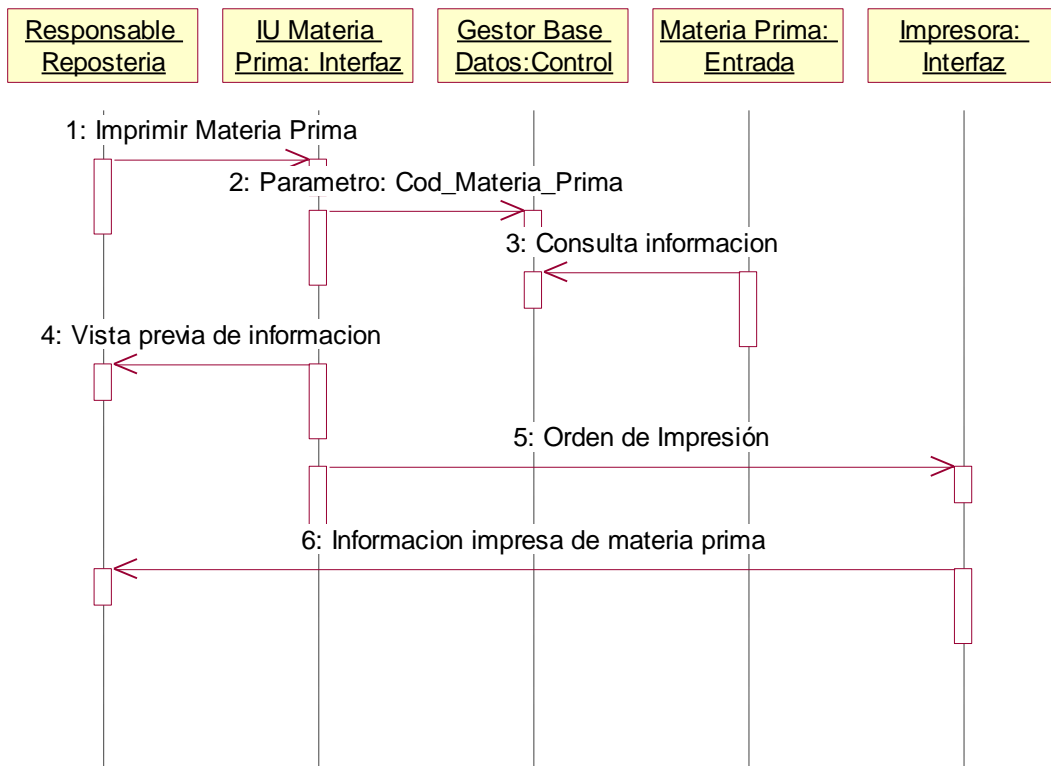 Responsable
Reposteria
IU Materia
Prima: Interfaz
Gestor Base
Datos:Control
Materia Prima:
Entrada
Impresora:
Interfaz
1: Imprimir Materia Prima
2: Parametro: Cod_Materia_Prima
3: Consulta informacion
4: Vista previa de informacion
5: Orden de Impresión
6: Informacion impresa de materia prima